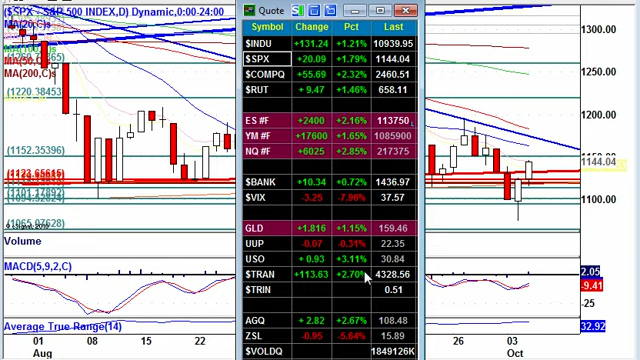 ($SPX - S&P 500 INDEX,D) Dynamic,0:00-24:00
MA(20,C)s
MA(50,C)s
MA(200,C)s
1220.38453
1152.35396
1123.65615
1101.17892
1065.07628
Volume
MACD(5,9,2,C)
Average True Range(14)
01 08 15 22
Aug
Quote
Symbol Change Pct Last
$INDU +131.24 +1.21% 10939.95
$SPX +20.09 +1.79% 1144.04
$COMPQ +55.69 +2.32% 2460.51
$RUT +9.47 +1.46% 658.11
ES #F +2400 +2.16% 113750
YM #F +17600 +1.65% 1085900
NQ #F +6025 +2.85% 217375
$BANK +10.34 +0.72% 1436.97
$VIX -3.25 -7.96% 37.57
GLD +1.816 +1.15% 159.46
UUP -0.07 -0.31% 22.35
USO +0.93 +3.11% 30.84
$TRAN +113.63 +2.70% 4328.56
$TRIN 0.51
AGQ +2.82 +2.67% 108.48
ZSL -0.95 -5.64% 15.89
$VOLDQ 1849126K
1300.00
1250.00
1200.00
1144.04
1100.00
2.05
-9.41
-25
32.92
26 03
Oct